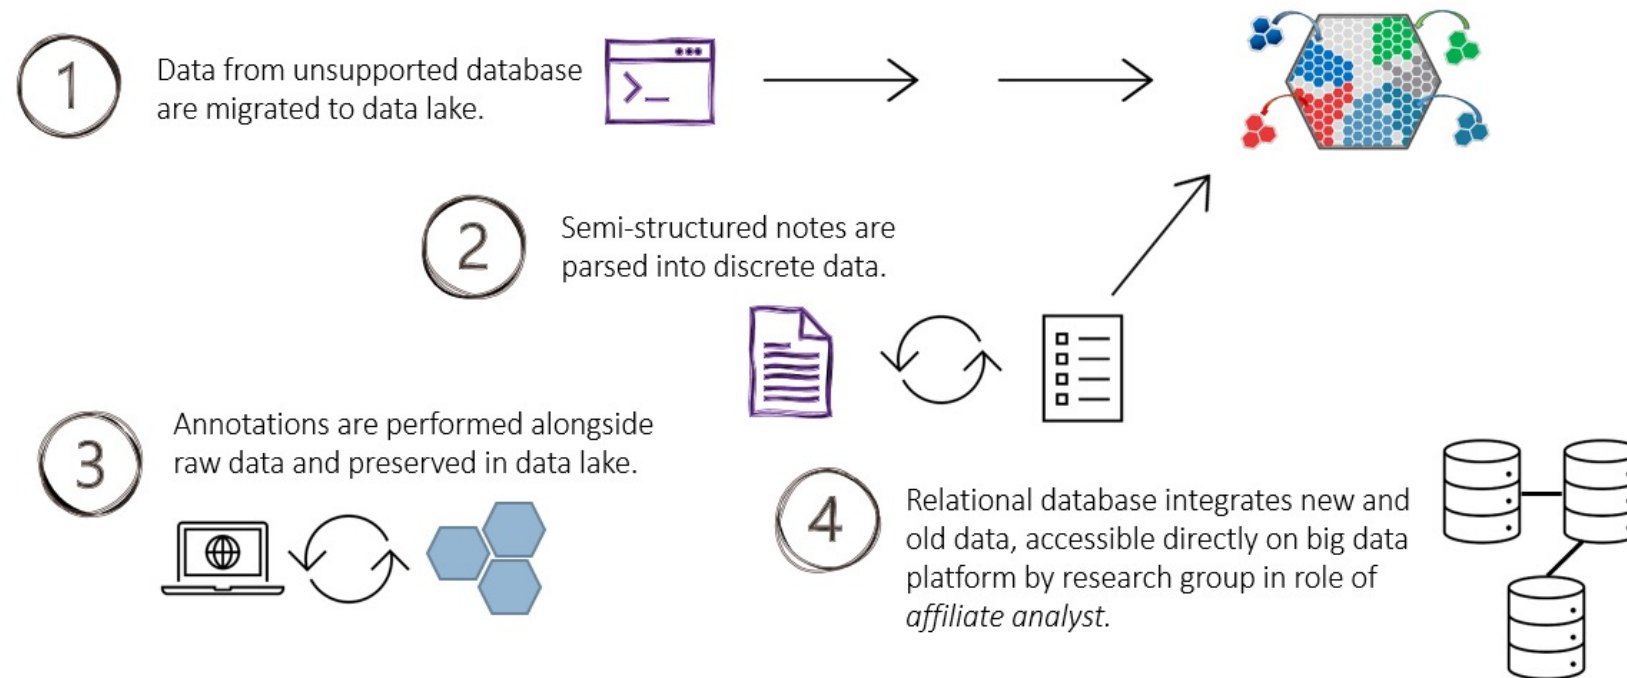 1
Data from unsupported database
are migrated to data lake.
2
Semi-structured notes are
parsed into discrete data.
3
Annotations are performed alongside
raw data and preserved in data lake.
4
Relational database integrates new and
old data, accessible directly on big data
platform by research group in role of
affiliate analyst.